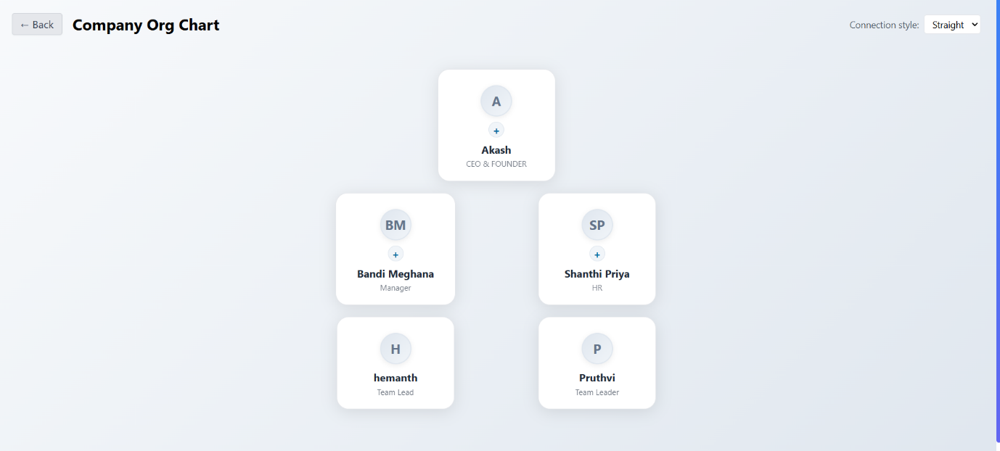 ← Back
Company Org Chart
Connection style:
Straight
A
+
Akash
CEO & FOUNDER
BM
+
Bandi Meghana
Manager
SP
+
Shanthi Priya
HR
H
hemanth
Team Lead
P
Pruthvi
Team Leader